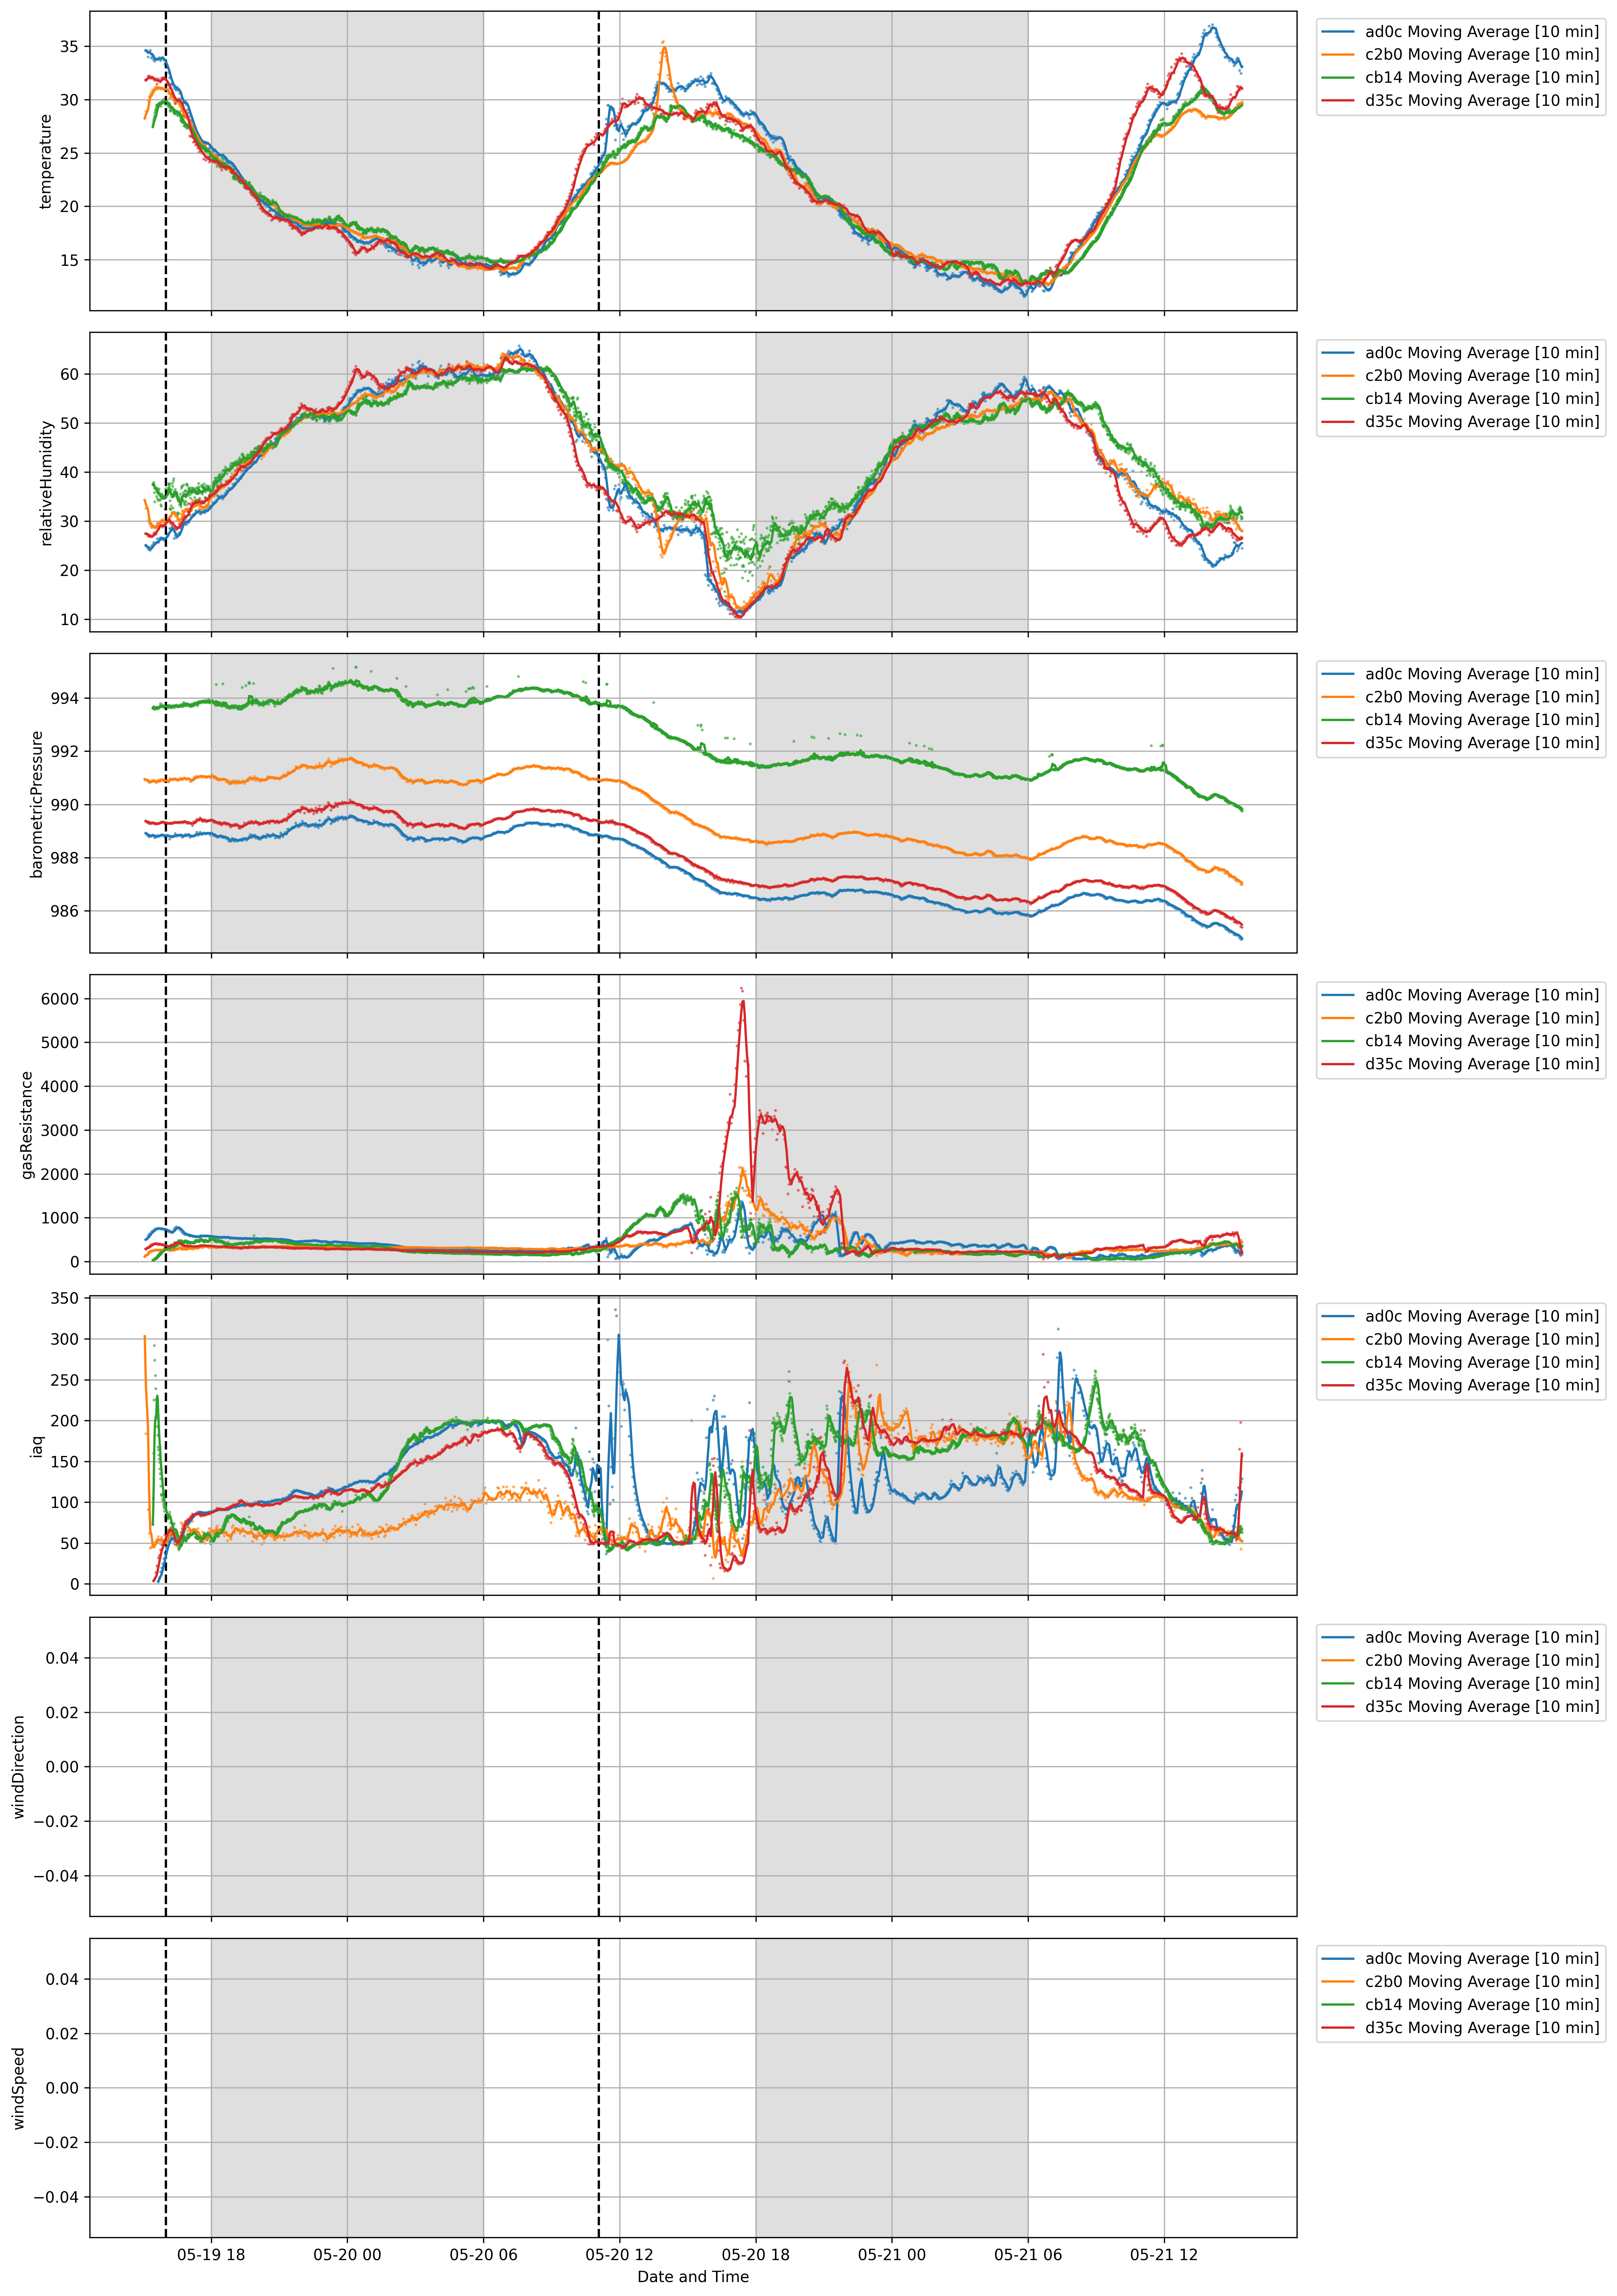 temperature
35
30
25
20
15
ad0c Moving Average [10 min]
c2b0 Moving Average [10 min]
cb14 Moving Average [10 min]
d35c Moving Average [10 min]
relativeHumidity
60
50
40
30
20
10
ad0c Moving Average [10 min]
c2b0 Moving Average [10 min]
cb14 Moving Average [10 min]
d35c Moving Average [10 min]
barometricPressure
994
992
990
988
986
ad0c Moving Average [10 min]
c2b0 Moving Average [10 min]
cb14 Moving Average [10 min]
d35c Moving Average [10 min]
gasResistance
6000
5000
4000
3000
2000
1000
0
ad0c Moving Average [10 min]
c2b0 Moving Average [10 min]
cb14 Moving Average [10 min]
d35c Moving Average [10 min]
iaq
350
300
250
200
150
100
50
0
ad0c Moving Average [10 min]
c2b0 Moving Average [10 min]
cb14 Moving Average [10 min]
d35c Moving Average [10 min]
windDirection
0.04
0.02
0.00
−0.02
−0.04
ad0c Moving Average [10 min]
c2b0 Moving Average [10 min]
cb14 Moving Average [10 min]
d35c Moving Average [10 min]
windSpeed
0.04
0.02
0.00
−0.02
−0.04
ad0c Moving Average [10 min]
c2b0 Moving Average [10 min]
cb14 Moving Average [10 min]
d35c Moving Average [10 min]
05-19 18 05-20 00 05-20 06 05-20 12 05-20 18 05-21 00 05-21 06 05-21 12
Date and Time